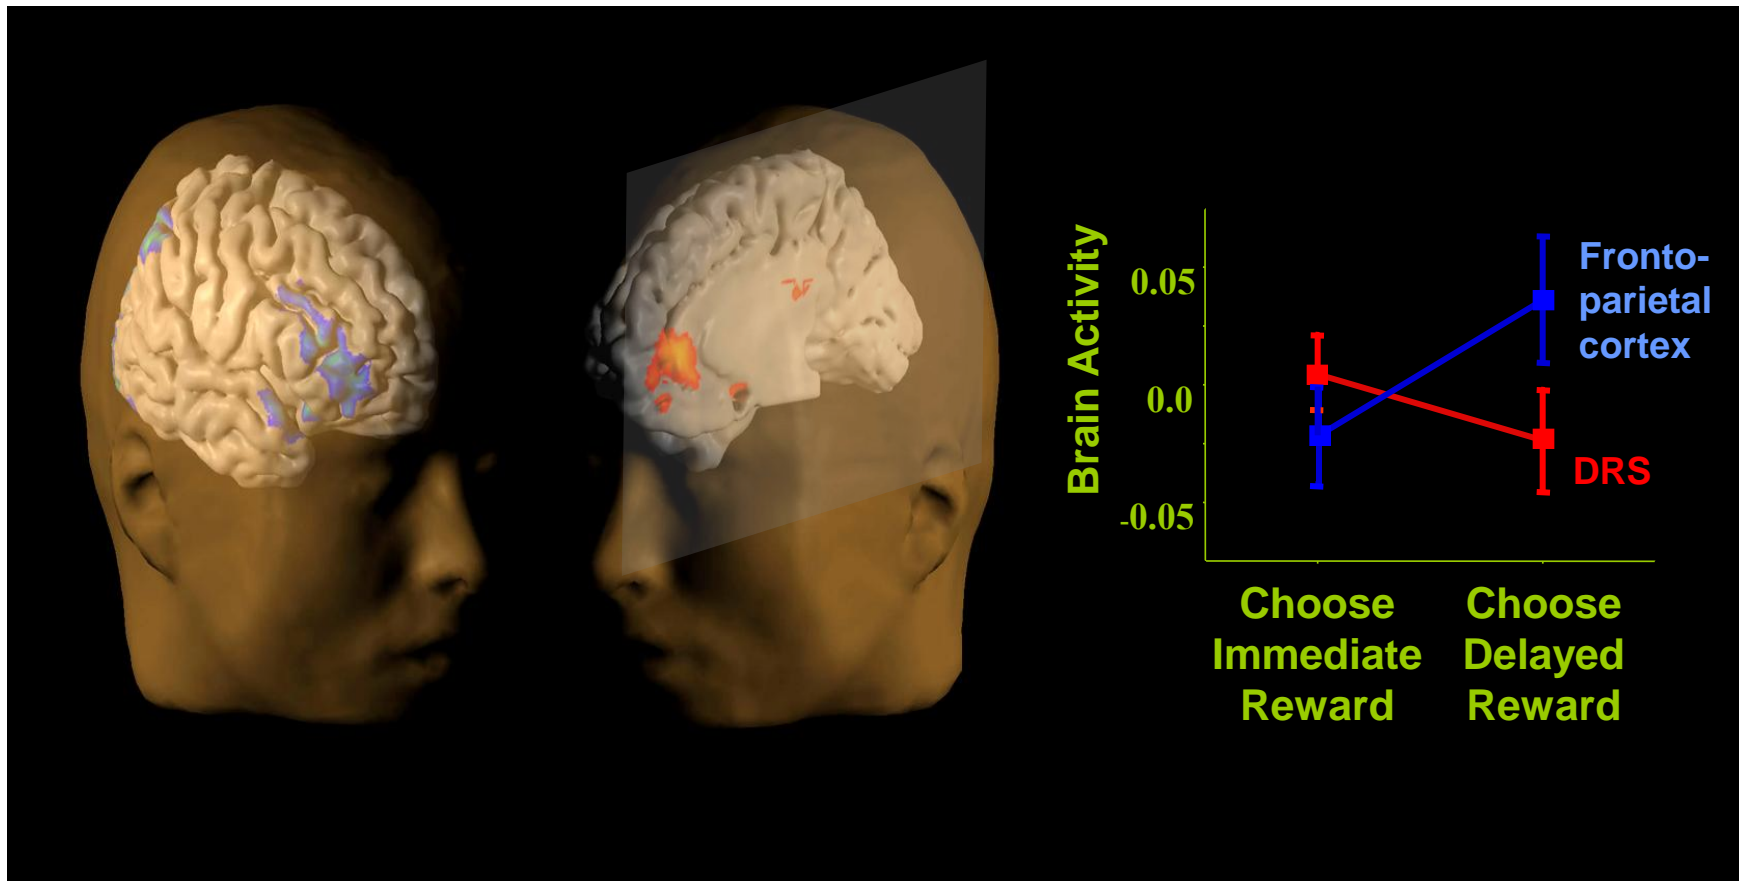 Brain Activity
0.05
0.0
-0.05
Fronto-
parietal
cortex
DRS
Choose
Immediate
Reward
Choose
Delayed
Reward